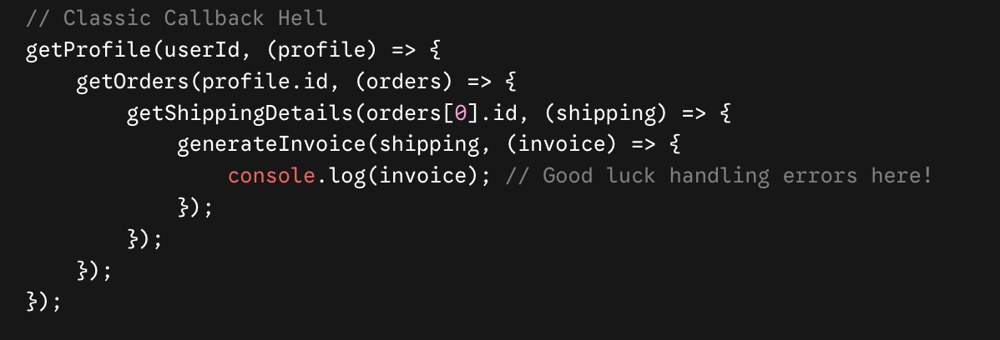 // Classic Callback Hell
getProfile(userId, (profile) => {
    getOrders(profile.id, (orders) => {
        getShippingDetails(orders[0].id, (shipping) => {
            generateInvoice(shipping, (invoice) => {
                console.log(invoice); // Good luck handling errors here!
            });
        });
    });
});